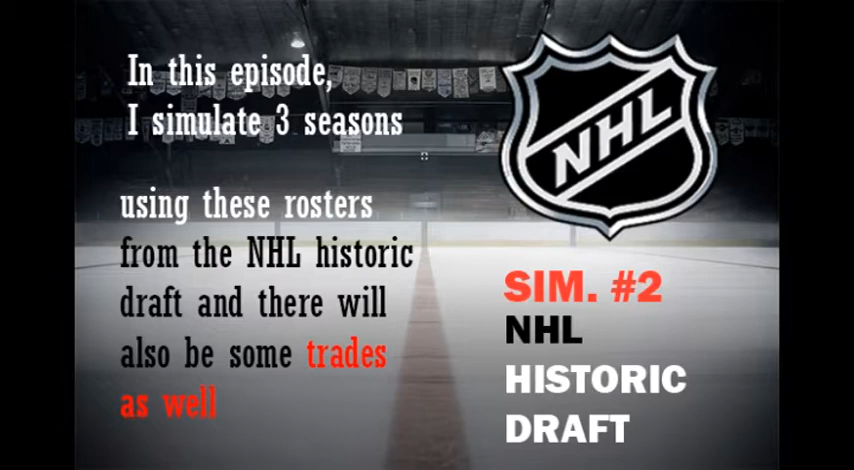 In this episode,
I simulate 3 seasons
using these rosters
from the NHL historic
draft and there will
also be some trades
as well
NHL
SIM. #2
NHL
HISTORIC
DRAFT